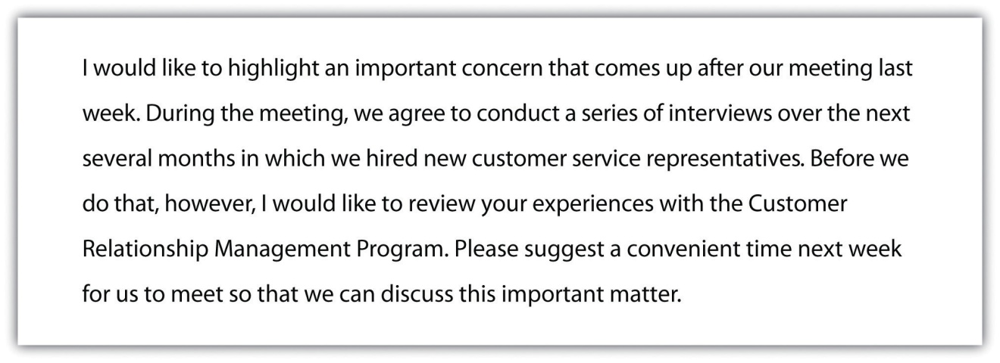 I would like to highlight an important concern that comes up after our meeting last
week. During the meeting, we agree to conduct a series of interviews over the next
several months in which we hired new customer service representatives. Before we
do that, however, I would like to review your experiences with the Customer
Relationship Management Program. Please suggest a convenient time next week
for us to meet so that we can discuss this important matter.